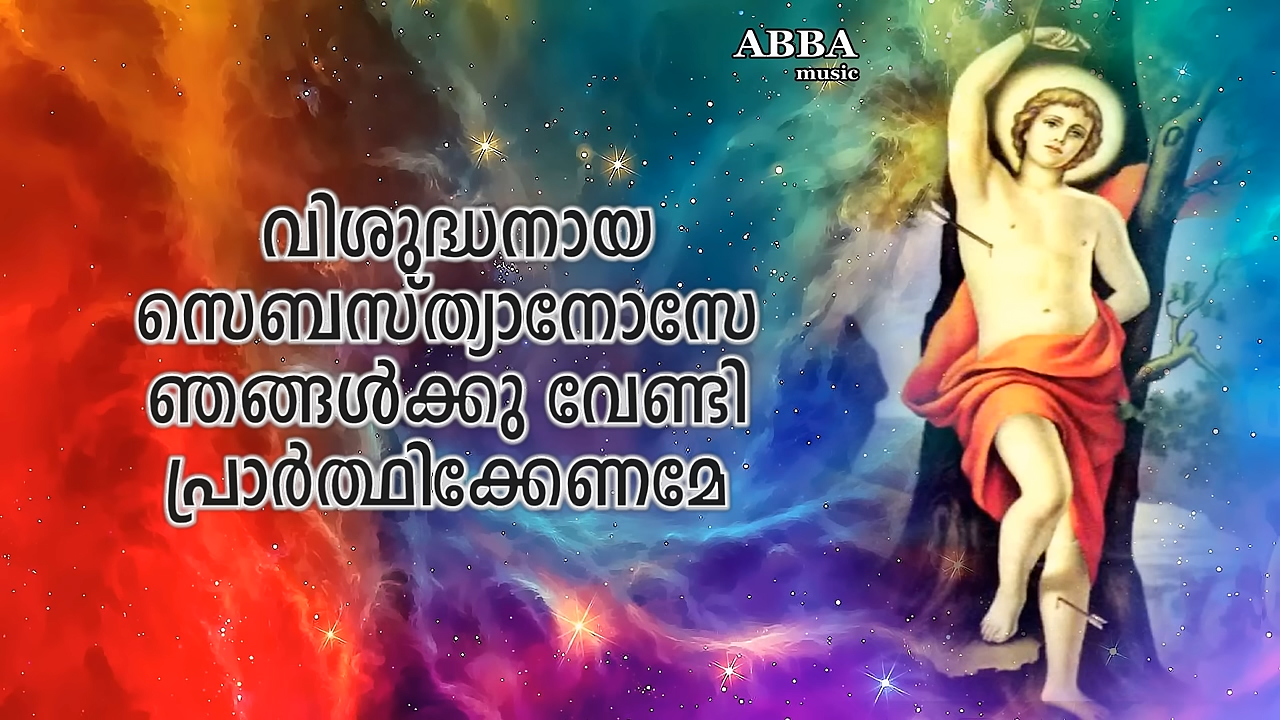 ABBA
music
വിശുദ്ധനായ
സെബസ്ത്യാനോസേ
ഞങ്ങൾക്കു വേണ്ടി
പ്രാർത്ഥിക്കേണമേ